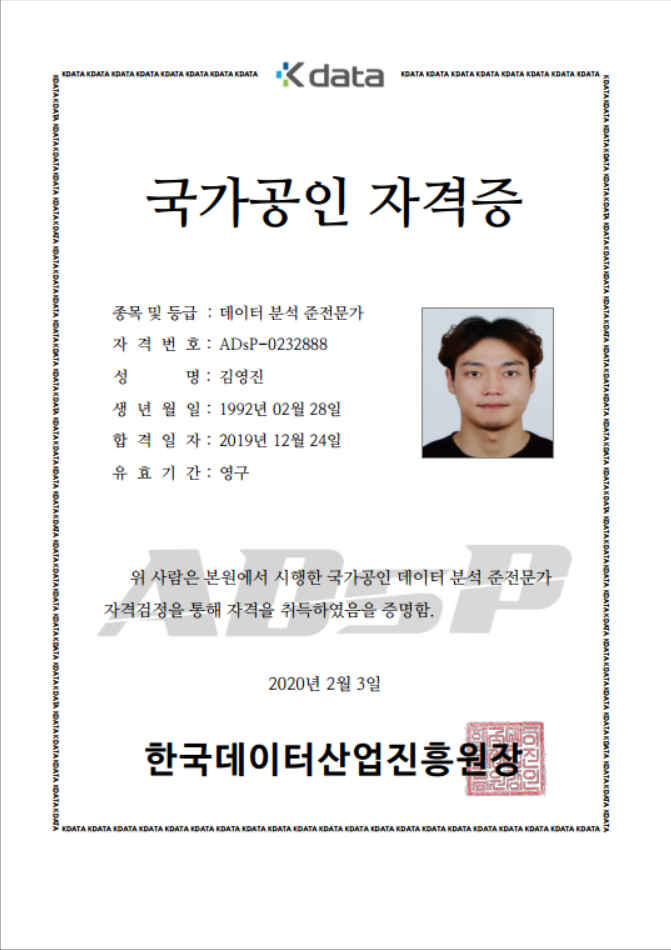 KDATA KDATA KDATA KDATA KDATA KDATA KDATA KDATA
K data
KDATA KDATA KDATA KDATA KDATA KDATA KDATA KDATA
국가공인 자격증
종목 및 등급 : 데이터 분석 준전문가
자 격 번 호 : ADsP-0232888
성 명 : 김영진
생 년 월 일 : 1992년 02월 28일
합 격 일 자 : 2019년 12월 24일
유 효 기 간 : 영구
ADsP
위 사람은 본원에서 시행한 국가공인 데이터 분석 준전문가
자격검정을 통해 자격을 취득하였음을 증명함.
2020년 2월 3일
한국데이터산업진흥원장
KDATA KDATA KDATA KDATA KDATA KDATA KDATA KDATA KDATA KDATA KDATA KDATA KDATA KDATA KDATA KDATA KDATA KDATA KDATA KDATA KDATA KDATA